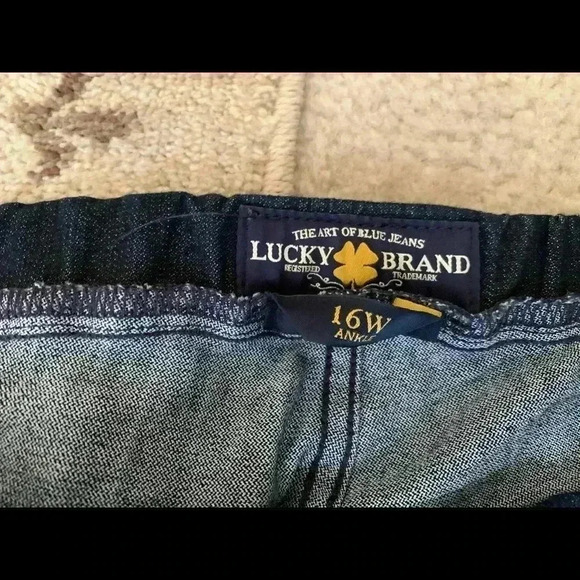 THE ART OF BLUE JEANS
LUCKY BRAND
REGISTERED TRADEMARK
16W